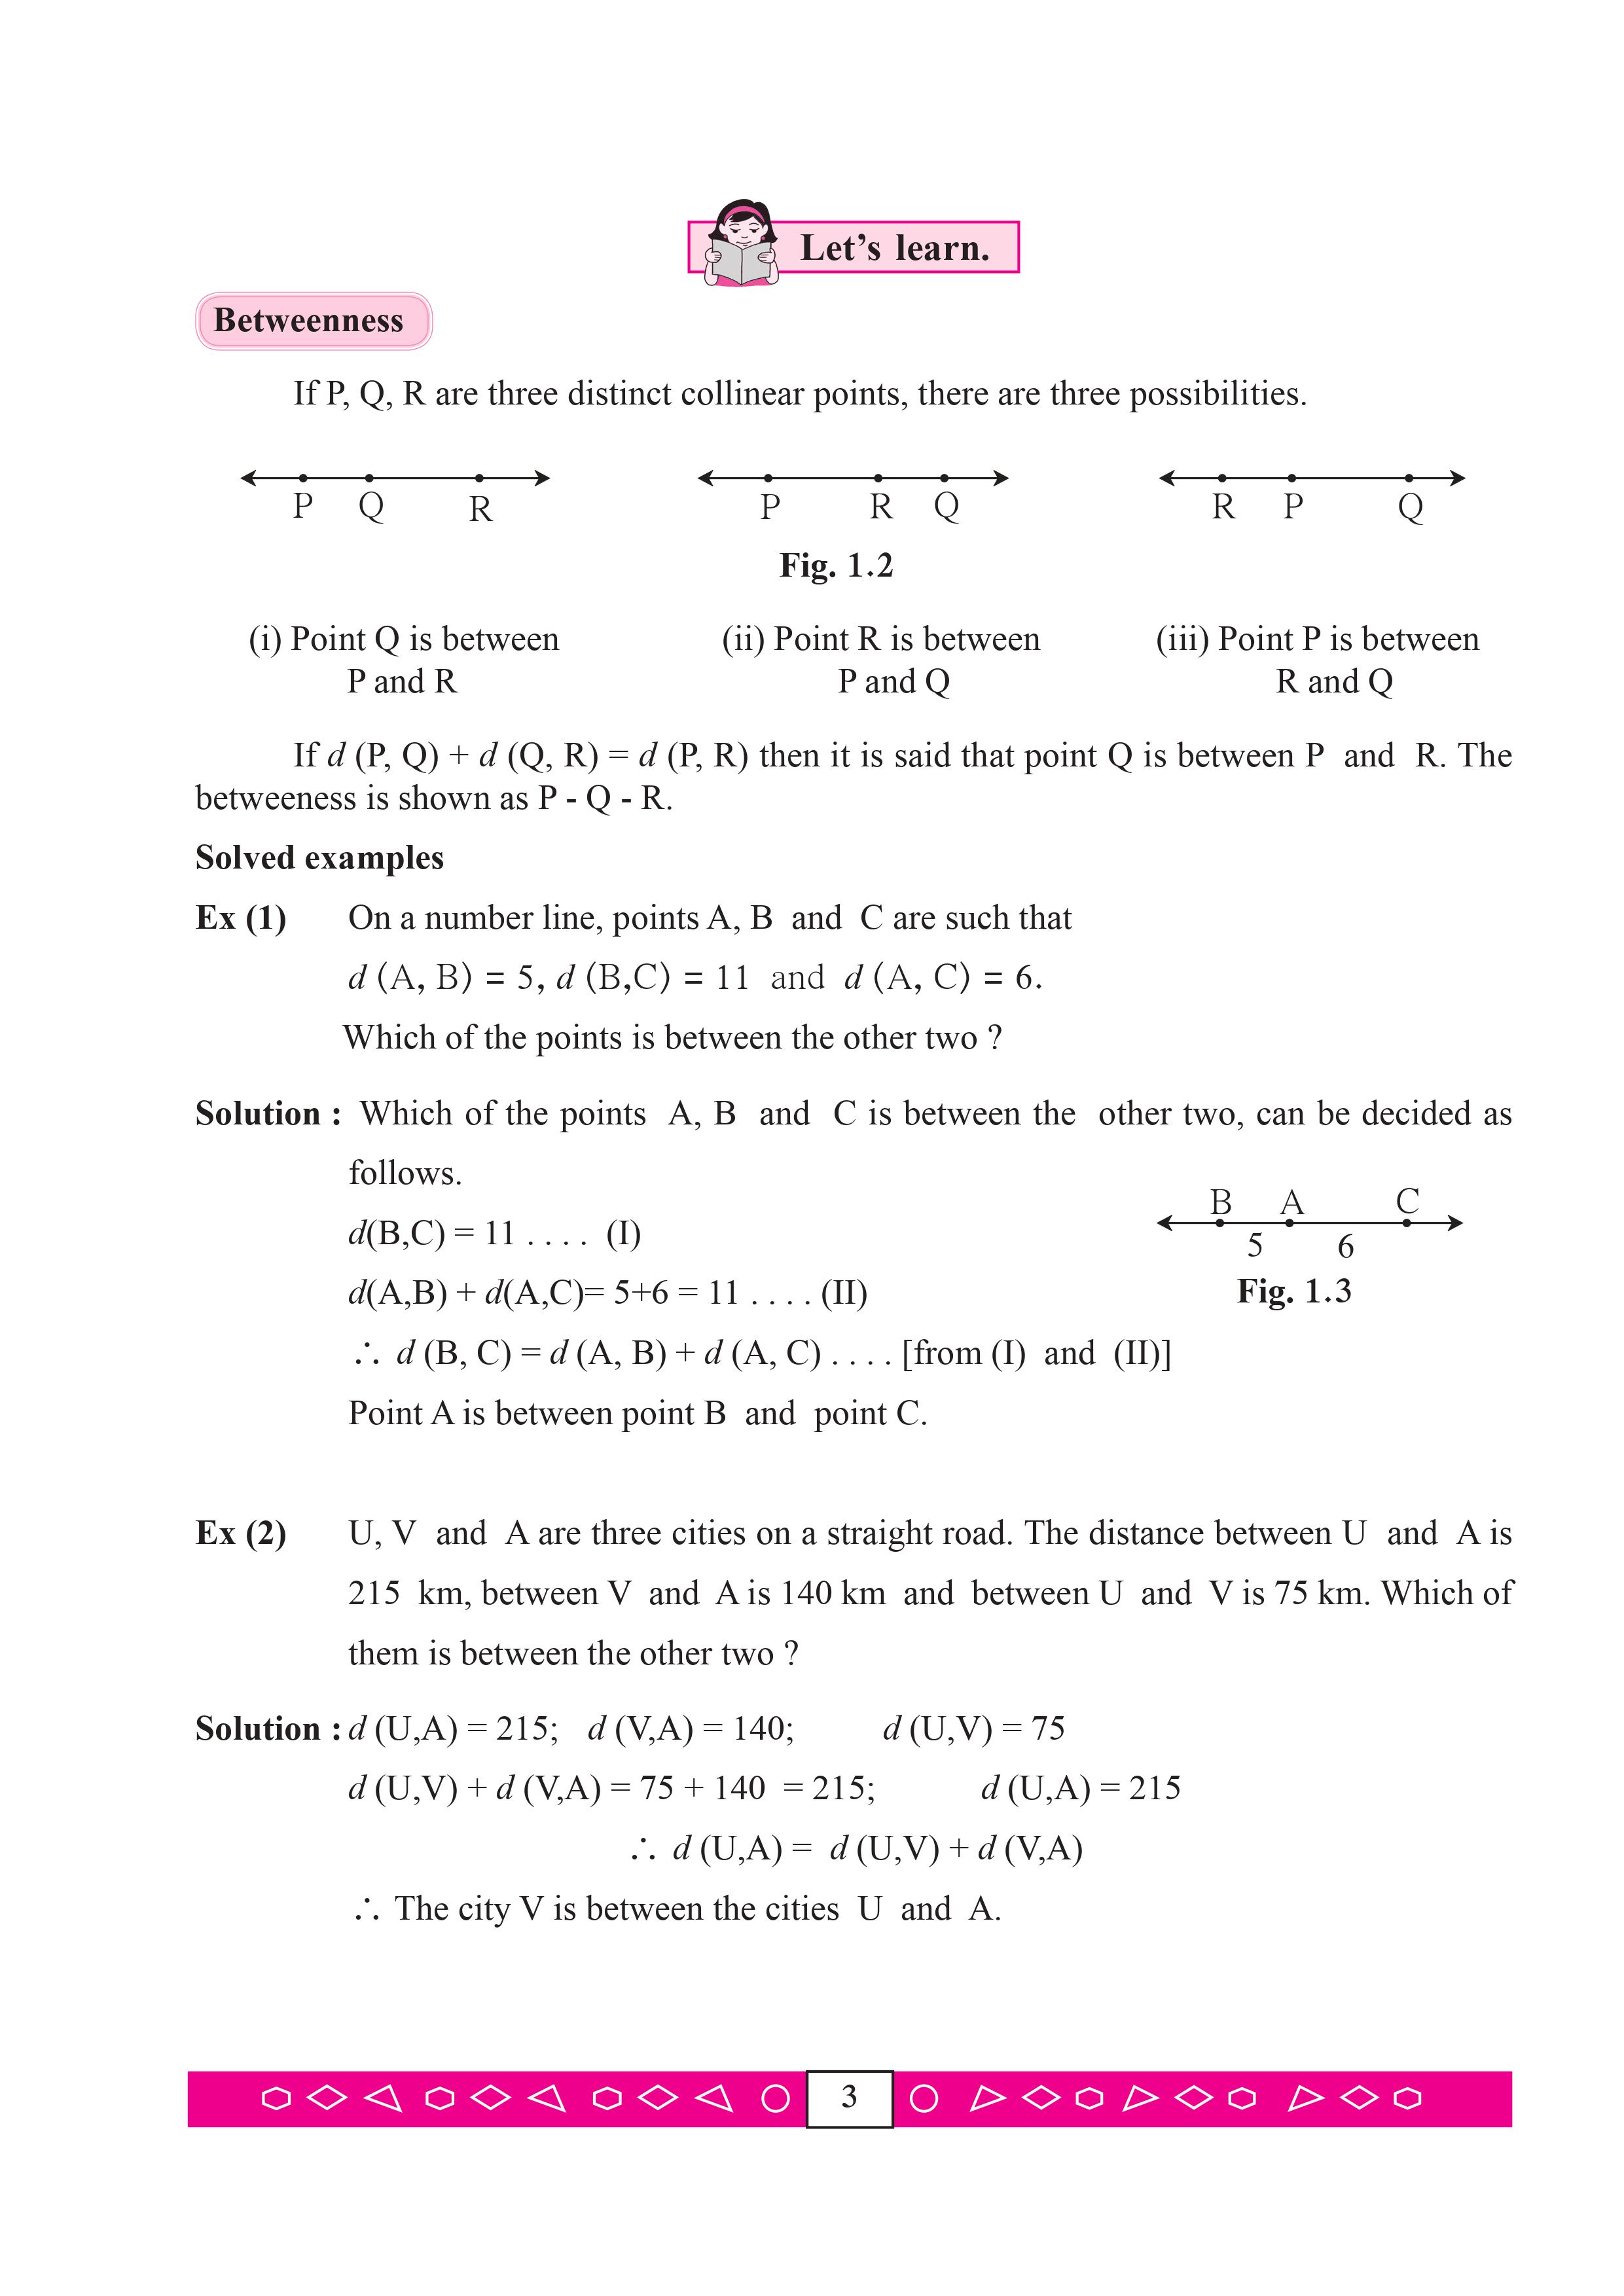 Let’s learn.
Betweenness
If P, Q, R are three distinct collinear points, there are three possibilities.
P Q R
P R Q
R P Q
Fig. 1.2
(i) Point Q is between
P and R
(ii) Point R is between
P and Q
(iii) Point P is between
R and Q
If d (P, Q) + d (Q, R) = d (P, R) then it is said that point Q is between P and R. The
betweeness is shown as P - Q - R.
Solved examples
Ex (1) On a number line, points A, B and C are such that
d (A, B) = 5, d (B,C) = 11 and d (A, C) = 6.
Which of the points is between the other two ?
Solution : Which of the points A, B and C is between the other two, can be decided as
follows.
d(B,C) = 11 . . . . (I)
d(A,B) + d(A,C)= 5+6 = 11 . . . . (II)
B A C
5 6
Fig. 1.3
∴ d (B, C) = d (A, B) + d (A, C) . . . . [from (I) and (II)]
Point A is between point B and point C.
Ex (2) U, V and A are three cities on a straight road. The distance between U and A is
215 km, between V and A is 140 km and between U and V is 75 km. Which of
them is between the other two ?
Solution : d (U,A) = 215; d (V,A) = 140; d (U,V) = 75
d (U,V) + d (V,A) = 75 + 140 = 215; d (U,A) = 215
∴ d (U,A) = d (U,V) + d (V,A)
∴ The city V is between the cities U and A.
3